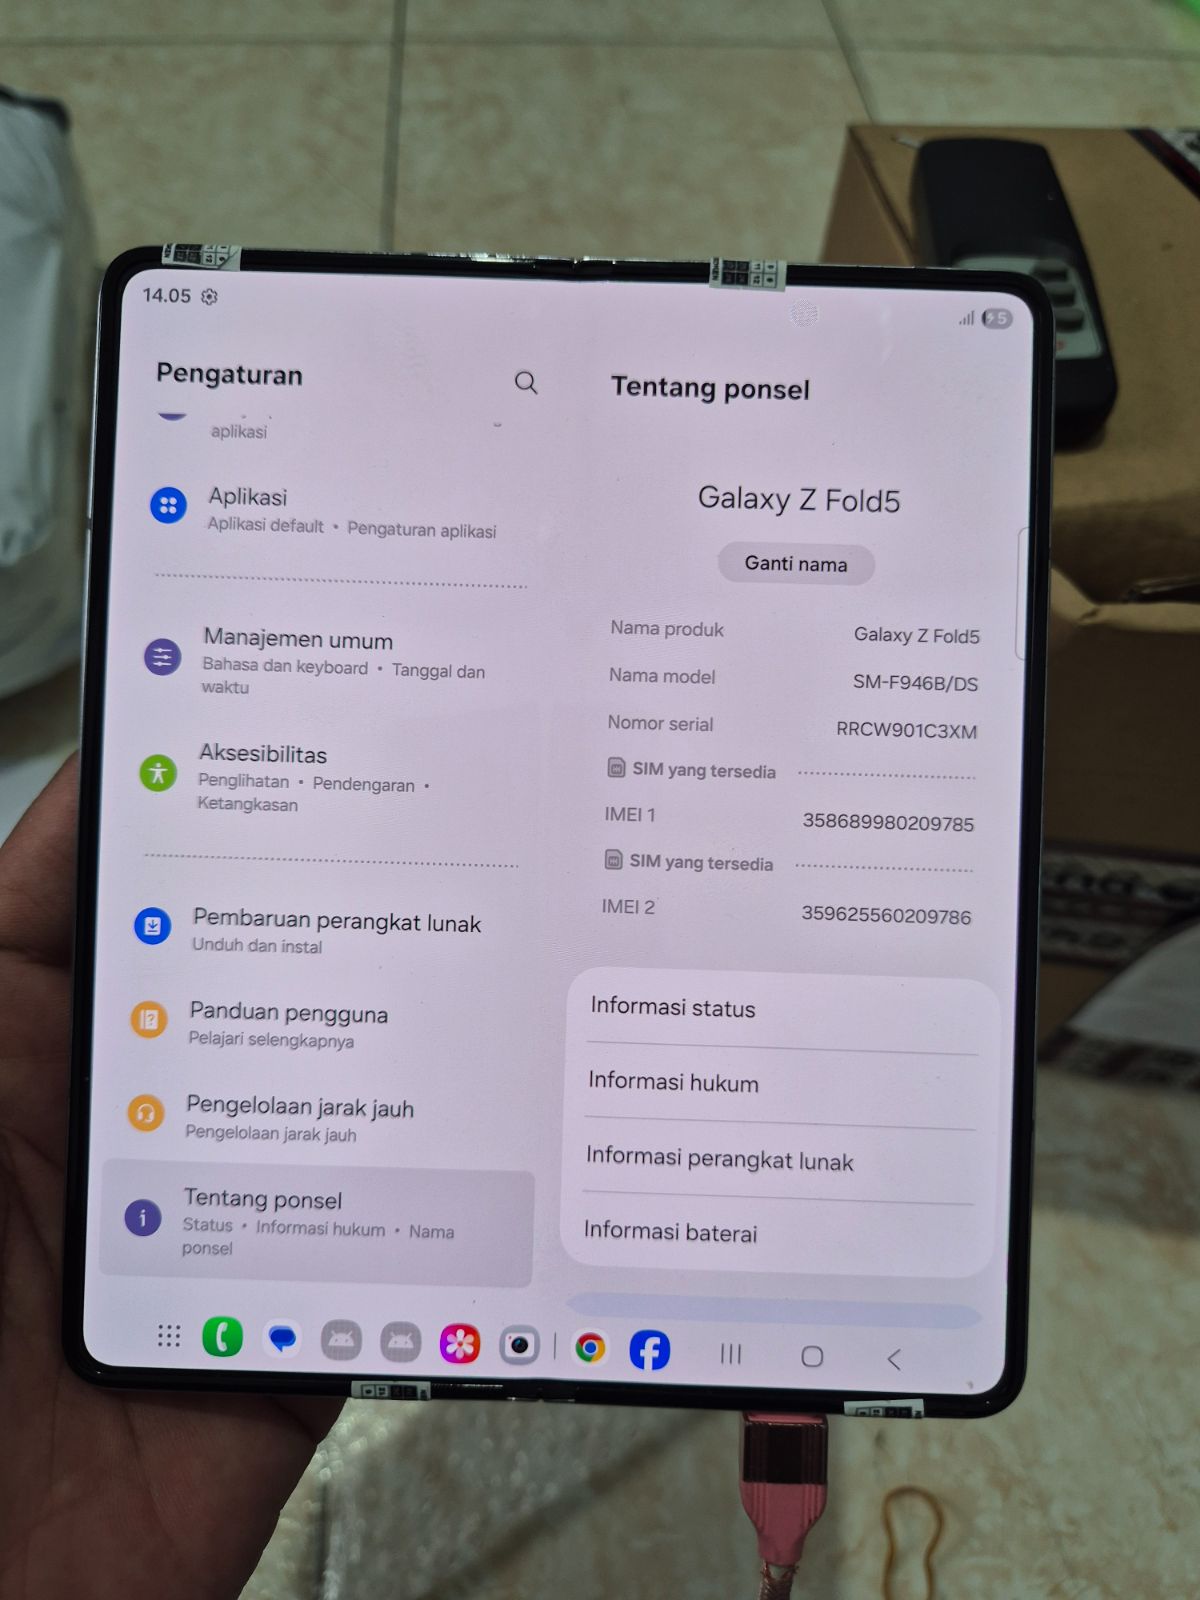 14.05
5
Pengaturan
aplikasi
Aplikasi
Aplikasi default • Pengaturan aplikasi
Manajemen umum
Bahasa dan keyboard • Tanggal dan
waktu
Aksesibilitas
Penglihatan • Pendengaran •
Ketangkasan
Pembaruan perangkat lunak
Unduh dan instal
Panduan pengguna
Pelajari selengkapnya
Pengelolaan jarak jauh
Pengelolaan jarak jauh
Tentang ponsel
Status • Informasi hukum • Nama
ponsel
Tentang ponsel
Galaxy Z Fold5
Ganti nama
Nama produk Galaxy Z Fold5
Nama model SM-F946B/DS
Nomor serial RRCW901C3XM
SIM yang tersedia
IMEI 1 358689980209785
SIM yang tersedia
IMEI 2 359625560209786
Informasi status
Informasi hukum
Informasi perangkat lunak
Informasi baterai